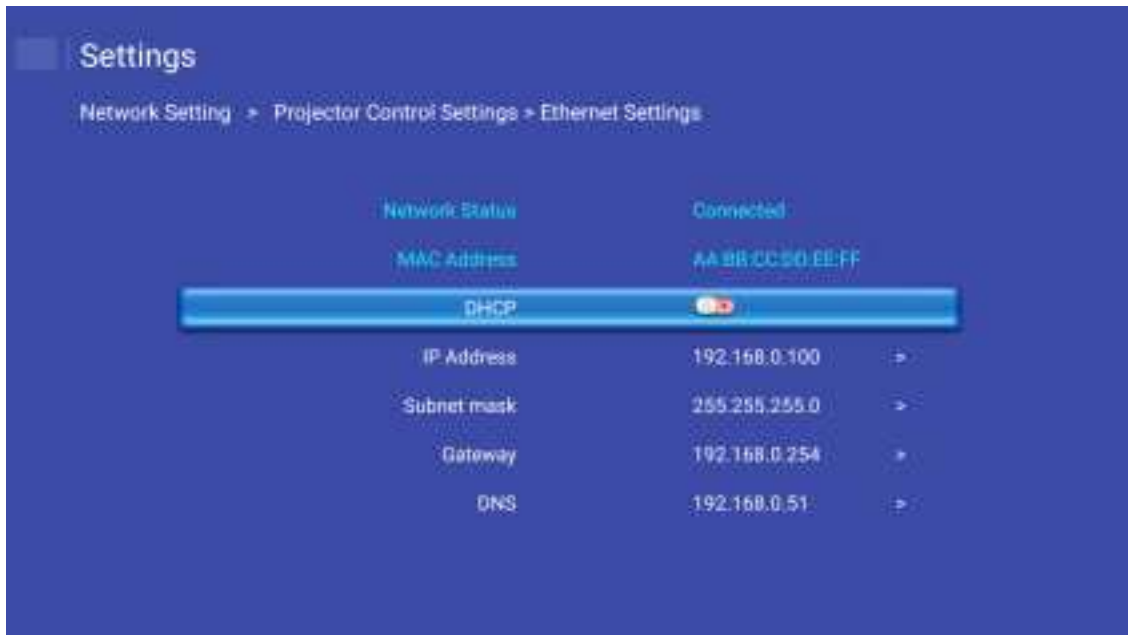 Settings
Network Setting > Projector Control Settings > Ethernet Settings
Network Status Connected
MAC Address AA:BB:CC:DD:EE:FF
DHCP
IP Address 192.168.0.100 >
Subnet mask 255.255.255.0 >
Gateway 192.168.0.254 >
DNS 192.168.0.51 >